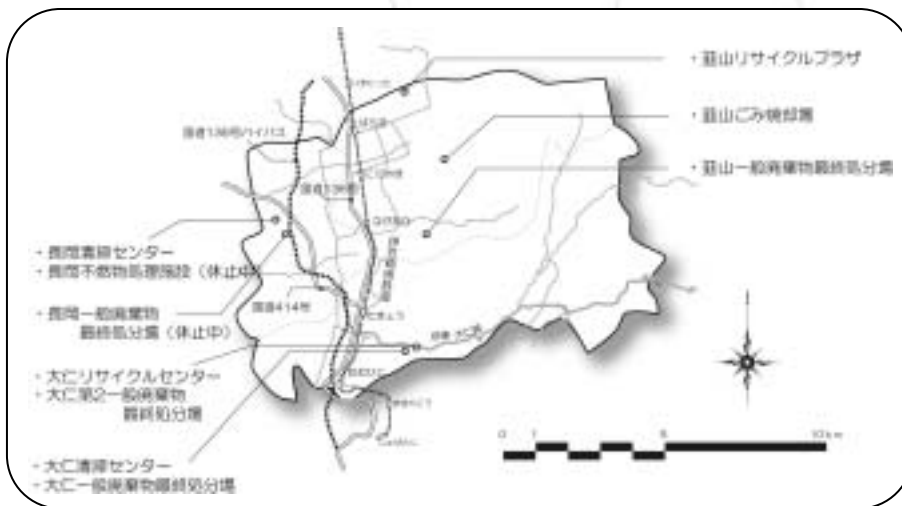 ・韮山リサイクルプラザ
・韮山ごみ焼却場
・韮山一般廃棄物最終処分場
国道136号バイパス
国道136号
・長岡清掃センター
・長岡不燃物処理施設（休止中）
国道414号
・長岡一般廃棄物
最終処分場（休止中）
・大仁リサイクルセンター
・大仁第2一般廃棄物
最終処分場
・大仁清掃センター
・大仁一般廃棄物最終処分場
0 1 5 10km